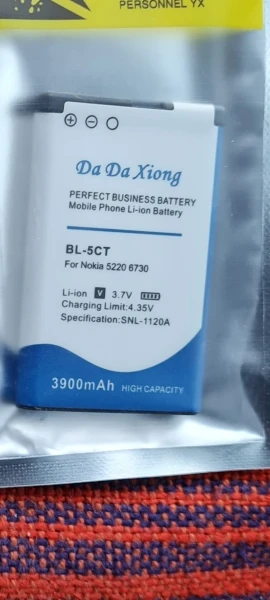 PERSONNEL YX
Da Da Xiong
PERFECT BUSINESS BATTERY
Mobile Phone Li-ion Battery
BL-5CT
For Nokia 5220 6730
Li-ion V 3.7V
Charging Limit:4.35V
Specification:SNL-1120A
3900mAh HIGH CAPACITY